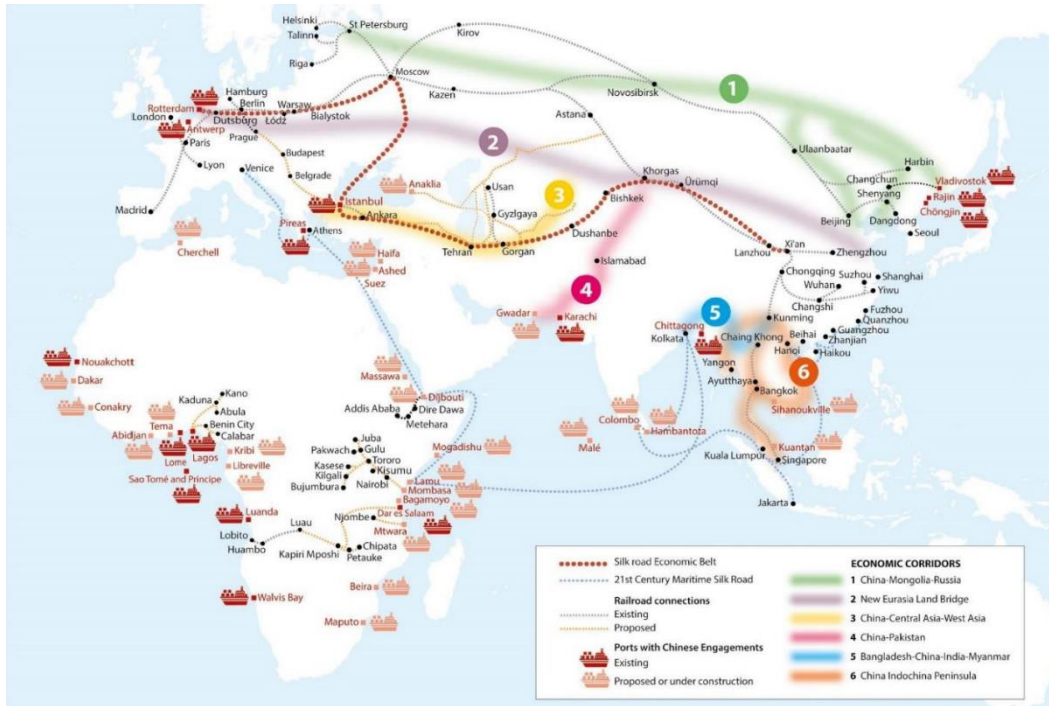 Helsinki
St Petersburg
Talinn
Riga
Kirov
Moscow
Kazen
Novosibirsk
1
Hamburg
Berlin
Rotterdam
London
Dutsburg
Warsaw
Łódź
Bialystok
Antwerp
Prague
Paris
Astana
2
Ulaanbaatar
Harbin
Budapest
Lyon
Venice
Belgrade
Khorgas
Ürümqi
Changchun
Shenyang
Vladivostok
Rajin
Chŏngjin
Anaklia
Usan
3
Bishkek
Madrid
Istanbul
Ankara
Gyzlgaya
Beijing
Dangdong
Seoul
Pireas
Athens
Dushanbe
Tehran
Gorgan
Lanzhou
Xi'an
Zhengzhou
Cherchell
Haifa
Ashed
Suez
Islamabad
Chongqing
Suzhou
Shanghai
Wuhan
Yiwu
Changshi
4
Gwadar
Karachi
5
Kunming
Fuzhou
Quanzhou
Chittagong
Kolkata
Chaing Khong
Beihai
Guangzhou
Zhanjian
Hanoi
Haikou
Nouakchott
Yangon
6
Dakar
Massawa
Ayutthaya
Bangkok
Conakry
Kano
Kaduna
Abula
Djibouti
Addis Ababa
Dire Dawa
Metehara
Sihanoukville
Tema
Benin City
Calabar
Colombo
Hambantota
Abidjan
Lome
Lagos
Kribi
Juba
Gulu
Pakwach
Tororo
Mogadishu
Malé
Kuantan
Kuala Lumpur
Singapore
Libreville
Kasese
Kilgali
Kisumu
Sao Tomé and Principe
Bujumbura
Nairobi
Lamu
Mombasa
Bagamoyo
Jakarta
Luanda
Dar es Salaam
Njombe
Mtwara
Lobito
Luau
Huambo
Kapiri Mposhi
Chipata
Petauke
Walvis Bay
Beira
Maputo
Silk road Economic Belt
21st Century Maritime Silk Road
Railroad connections
Existing
Proposed
Ports with Chinese Engagements
Existing
Proposed or under construction
ECONOMIC CORRIDORS
1 China-Mongolia-Russia
2 New Eurasia Land Bridge
3 China-Central Asia-West Asia
4 China-Pakistan
5 Bangladesh-China-India-Myanmar
6 China Indochina Peninsula